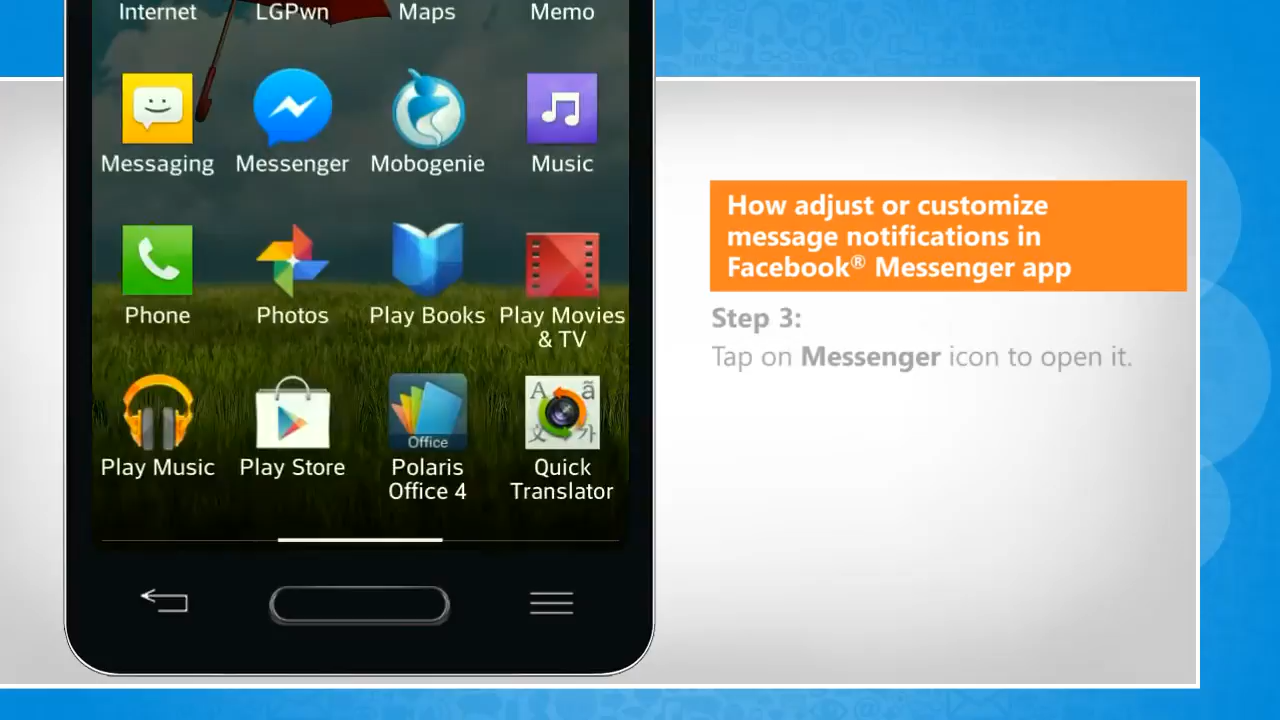 Internet LGPwn Maps Memo
Messaging Messenger Mobogenie Music
Phone Photos Play Books Play Movies
& TV
Office
Play Music Play Store Polaris Quick
Office 4 Translator
How adjust or customize
message notifications in
Facebook® Messenger app
Step 3:
Tap on Messenger icon to open it.